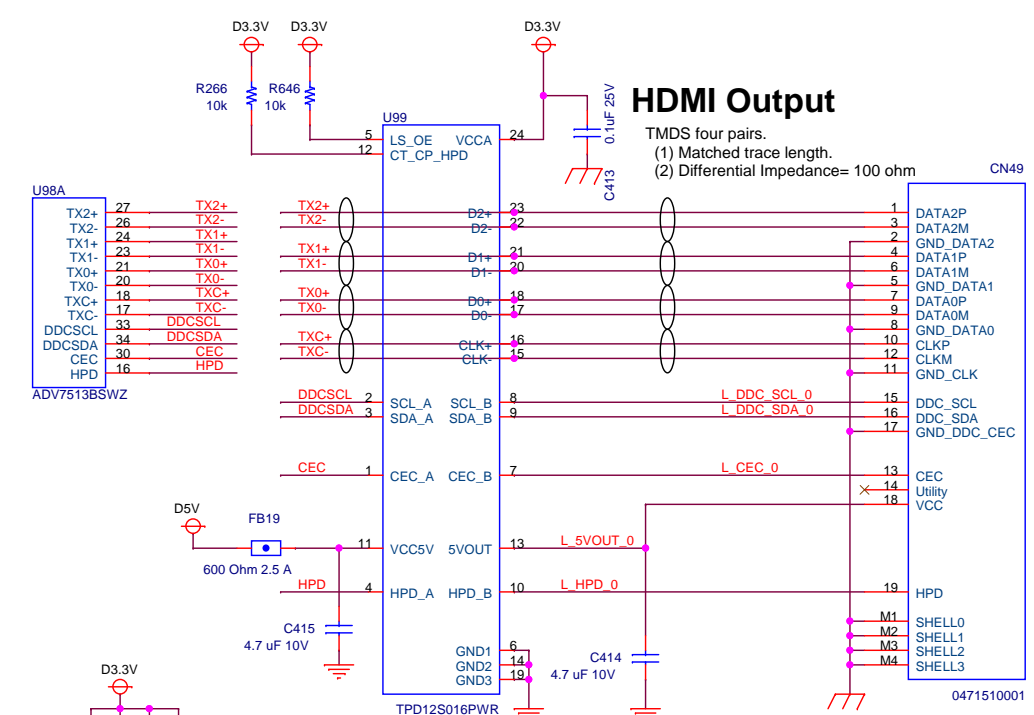 D3.3V D3.3V D3.3V
R266 10k R646 10k
0.1uF 25V
C413
HDMI Output
TMDS four pairs.
(1) Matched trace length.
(2) Differential Impedance= 100 ohm
U98A
TX2+ 27 TX2+
TX2- 26 TX2-
TX1+ 24 TX1+
TX1- 23 TX1-
TX0+ 21 TX0+
TX0- 20 TX0-
TXC+ 18 TXC+
TXC- 17 TXC-
DDCSCL 33 DDCSCL
DDCSDA 34 DDCSDA
CEC 30 CEC
HPD 16 HPD
ADV7513BSWZ
U99
5 LS_OE VCCA 24
12 CT_CP_HPD
TX2+ D2+ 23
TX2- D2- 22
TX1+ D1+ 21
TX1- D1- 20
TX0+ D0+ 18
TX0- D0- 17
TXC+ CLK+ 16
TXC- CLK- 15
DDCSCL 2 SCL_A SCL_B 8 L_DDC_SCL_0
DDCSDA 3 SDA_A SDA_B 9 L_DDC_SDA_0
CEC 1 CEC_A CEC_B 7 L_CEC_0
D5V
FB19
600 Ohm 2.5 A
11 VCC5V 5VOUT 13 L_5VOUT_0
HPD 4 HPD_A HPD_B 10 L_HPD_0
C415
4.7 uF 10V
GND1 6
GND2 14
GND3 19
C414
4.7 uF 10V
TPD12S016PWR
D3.3V
CN49
1 DATA2P
3 DATA2M
2 GND_DATA2
4 DATA1P
6 DATA1M
5 GND_DATA1
7 DATA0P
9 DATA0M
8 GND_DATA0
10 CLKP
12 CLKM
11 GND_CLK
15 DDC_SCL
16 DDC_SDA
17 GND_DDC_CEC
13 CEC
14 Utility
18 VCC
19 HPD
M1 SHELL0
M2 SHELL1
M3 SHELL2
M4 SHELL3
0471510001